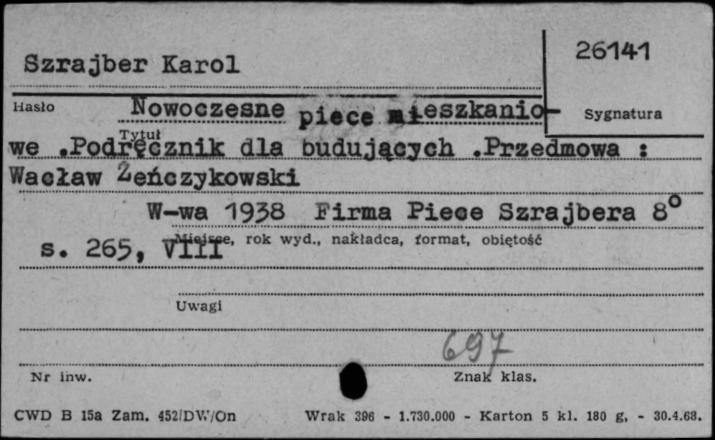 26141
Szrajber Karol
Hasło Nowoczesne piece mieszkanio- Sygnatura
Tytuł
we .Podręcznik dla budujących .Przedmowa :
Wacław Żeńczykowski
W-wa 1938 Firma Piece Szrajbera 8°
Miejsce, rok wyd., nakładca, format, objętość
s. 265, VIII
Uwagi
697
Nr inw. Znak klas.
CWD B 15a Zam. 452/DW/On Wrak 396 - 1.730.000 - Karton 5 kl. 180 g. - 30.4.68.